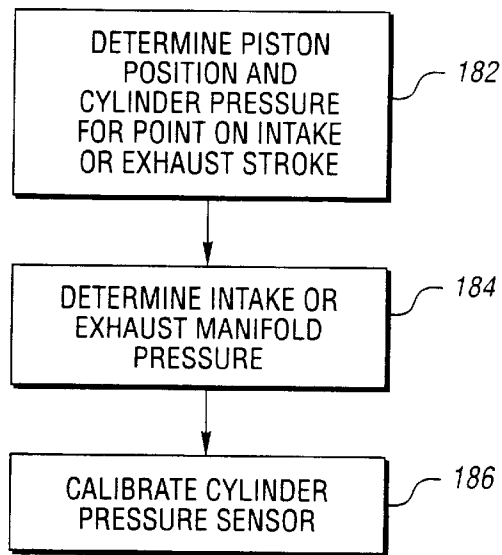 DETERMINE PISTON
POSITION AND
CYLINDER PRESSURE
FOR POINT ON INTAKE
OR EXHAUST STROKE
182
DETERMINE INTAKE OR
EXHAUST MANIFOLD
PRESSURE
184
CALIBRATE CYLINDER
PRESSURE SENSOR
186